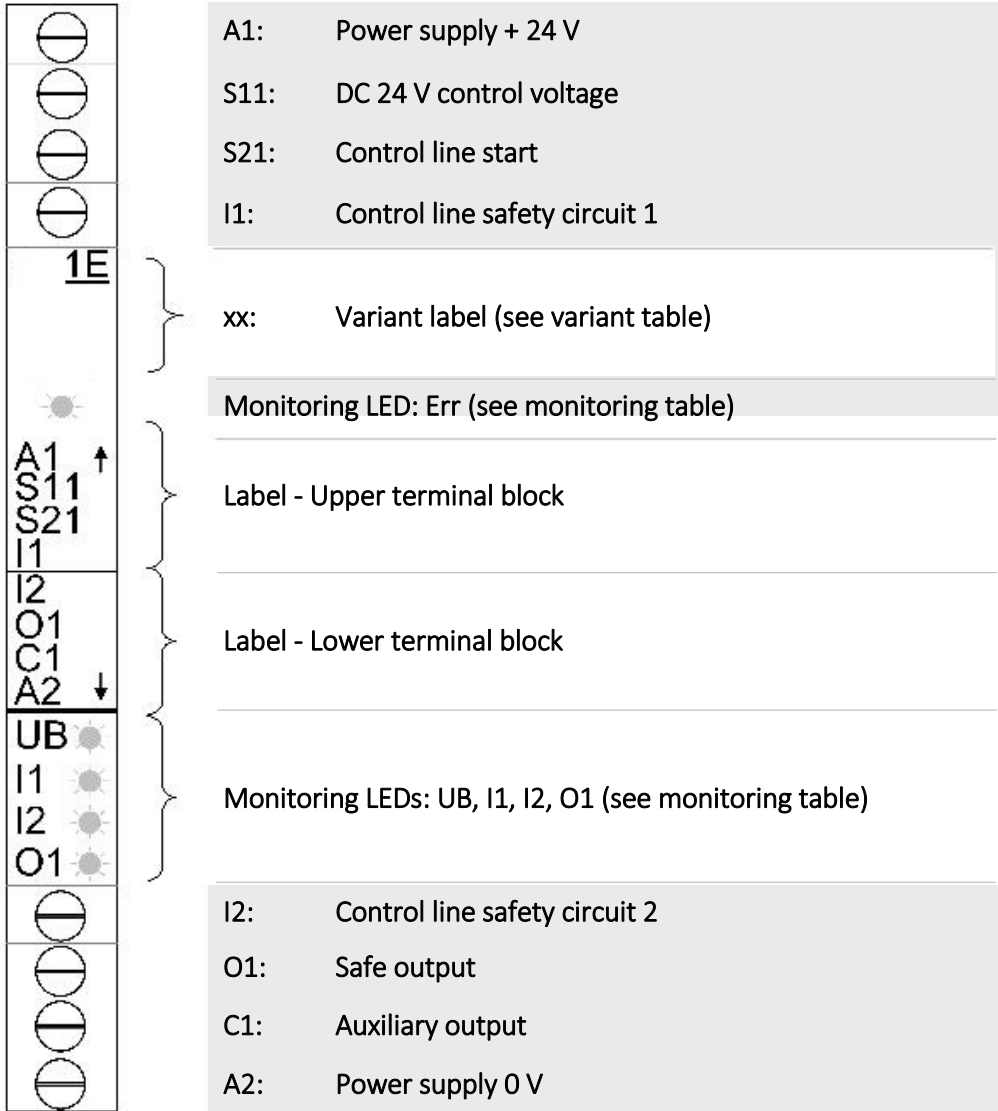 A1: Power supply + 24 V
S11: DC 24 V control voltage
S21: Control line start
I1: Control line safety circuit 1
1E
xx: Variant label (see variant table)
Monitoring LED: Err (see monitoring table)
A1
S11
S21
I1
Label - Upper terminal block
I2
O1
C1
A2
Label - Lower terminal block
UB
I1
I2
O1
Monitoring LEDs: UB, I1, I2, O1 (see monitoring table)
I2: Control line safety circuit 2
O1: Safe output
C1: Auxiliary output
A2: Power supply 0 V